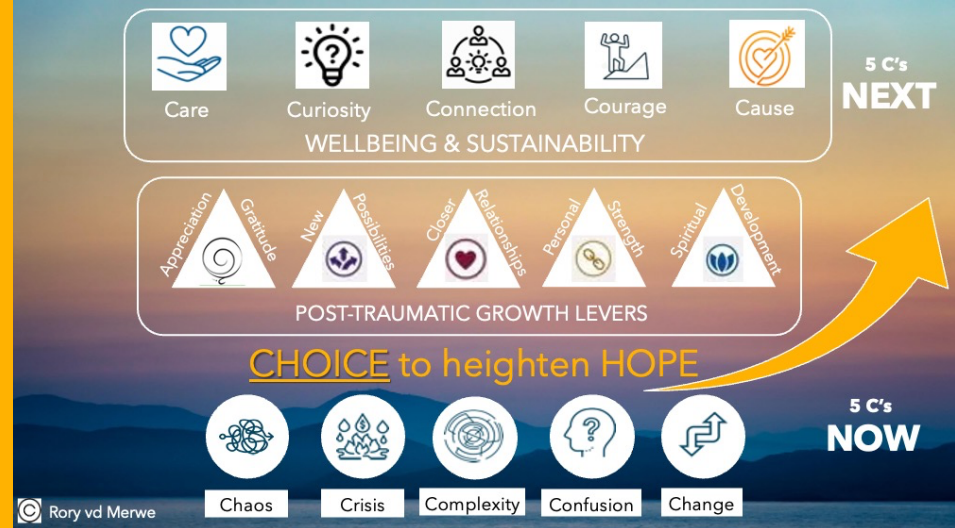 5 C's
NEXT
Care
Curiosity
Connection
Courage
Cause
WELLBEING & SUSTAINABILITY
Appreciation
Gratitude
New
Possibilities
Closer
Relationships
Personal
Strength
Spiritual
Development
POST-TRAUMATIC GROWTH LEVERS
CHOICE to heighten HOPE
5 C's
NOW
Chaos
Crisis
Complexity
Confusion
Change
© Rory vd Merwe